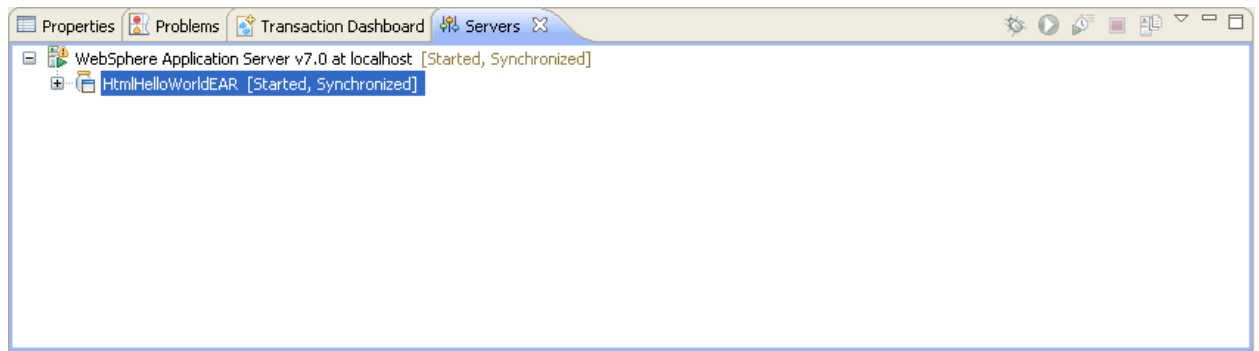 Properties Problems Transaction Dashboard Servers
WebSphere Application Server v7.0 at localhost [Started, Synchronized]
HtmlHelloWorldEAR [Started, Synchronized]